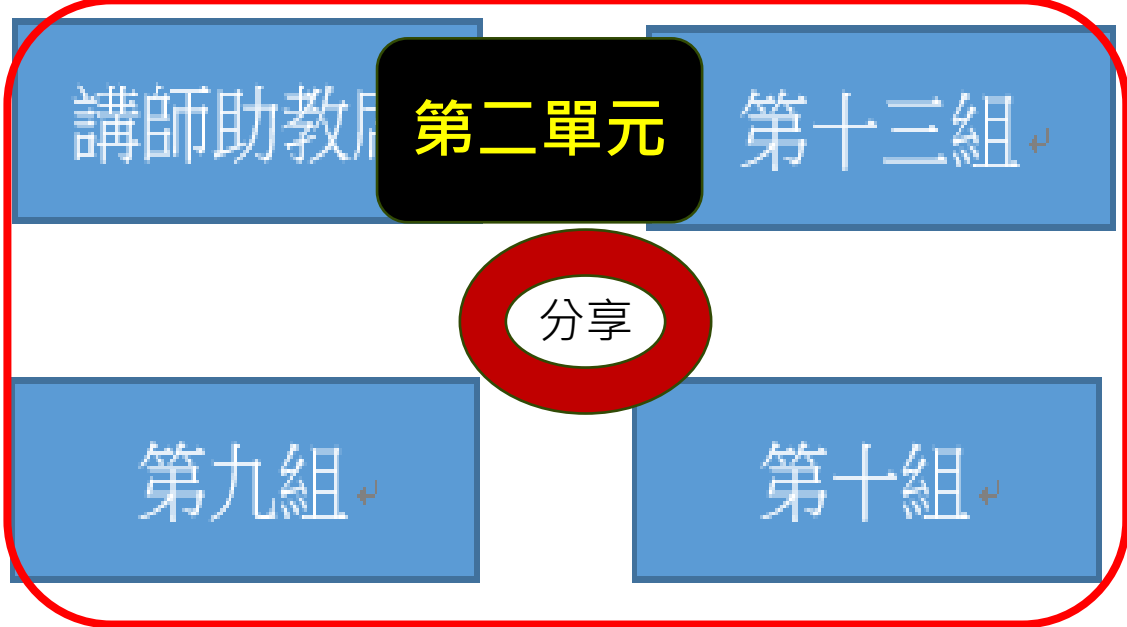 講師助教
第二單元
第十三組
分享
第九組
第十組